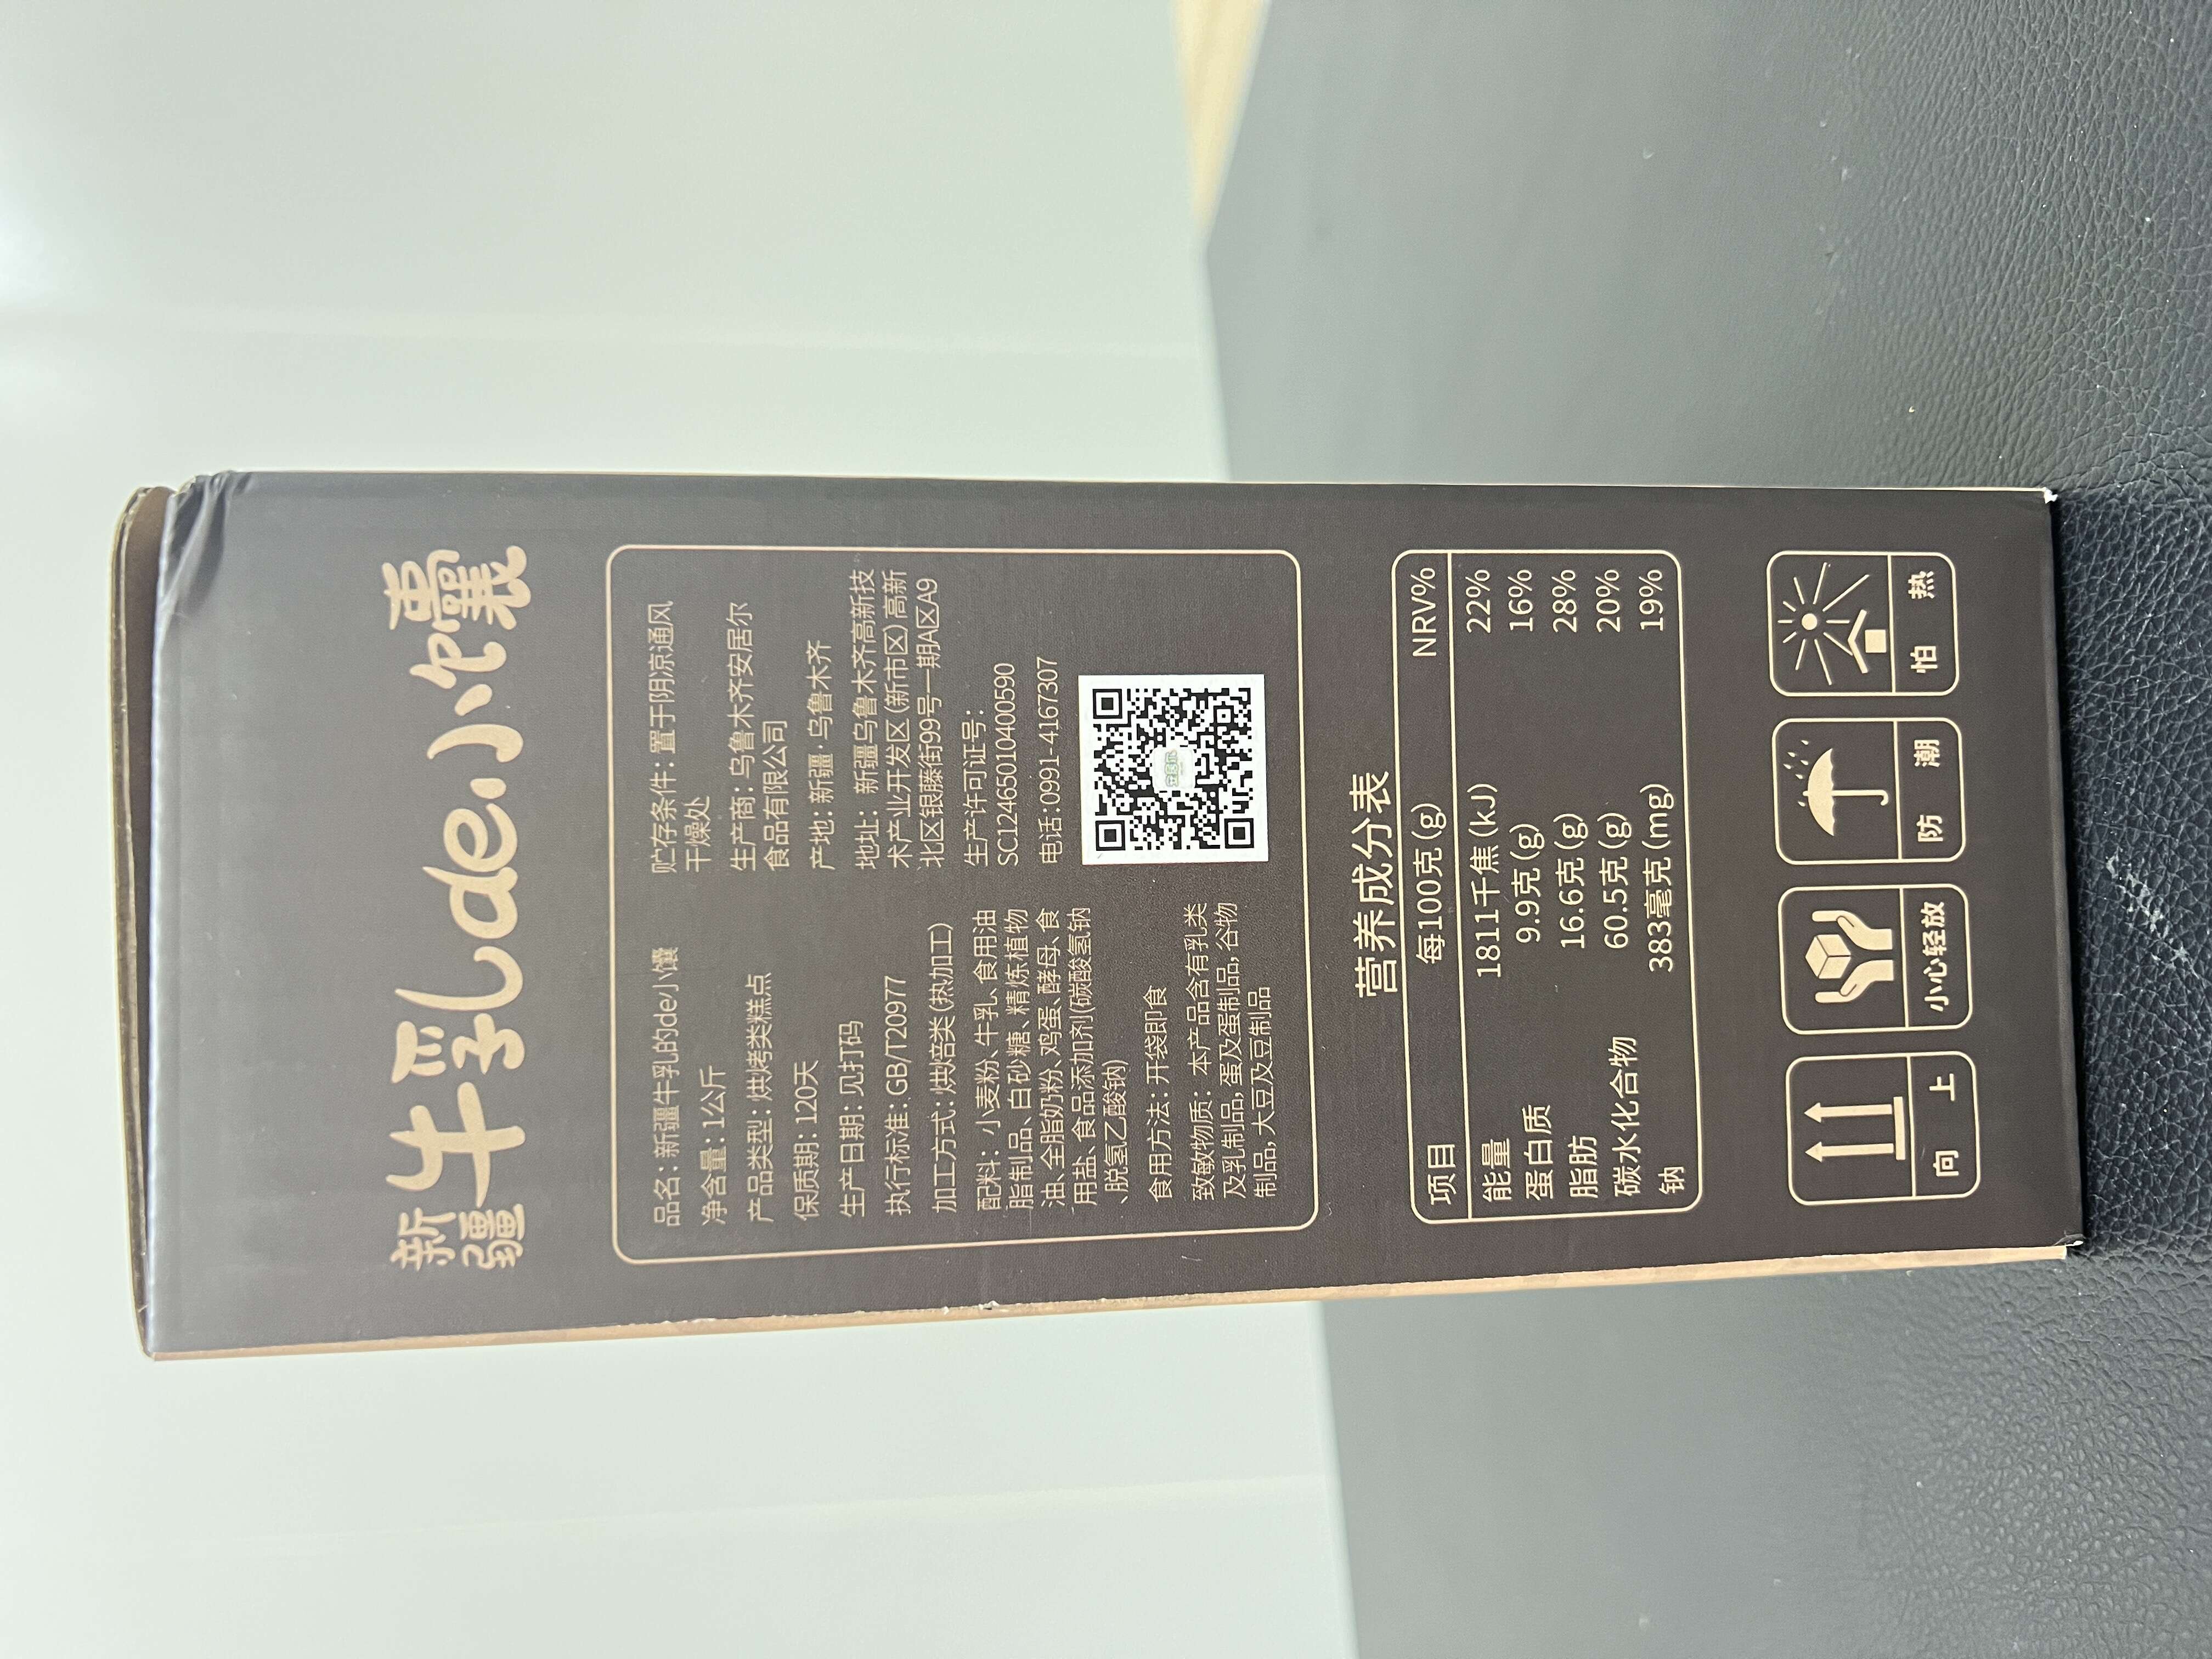 新疆牛乳de小馕
品名：新疆牛乳的de小馕
净含量：1公斤
产品类型：烘烤类糕点
保质期：120天
生产日期：见打码
执行标准：GB/T20977
加工方式：烘焙类（热加工）
配料：小麦粉、牛乳、食用油
脂制品、白砂糖、精炼植物
油、全脂奶粉、鸡蛋、酵母、食
用盐、食品添加剂(碳酸氢钠
、脱氢乙酸钠)
食用方法：开袋即食
致敏物质：本产品含有乳类
及乳制品，蛋及蛋制品，谷物
制品，大豆及豆制品
贮存条件：置于阴凉通风
干燥处
生产商：乌鲁木齐安居尔
食品有限公司
产地：新疆·乌鲁木齐
地址：新疆乌鲁木齐高新技
术产业开发区（新市区）高新
北区银藤街99号一期A区A9
生产许可证号：
SC12465010400590
电话：0991-4167307
营养成分表
项目 每100克(g) NRV%
能量 1811千焦(kJ) 22%
蛋白质 9.9克(g) 16%
脂肪 16.6克(g) 28%
碳水化合物 60.5克(g) 20%
钠 383毫克(mg) 19%
向上
小心轻放
防潮
怕热